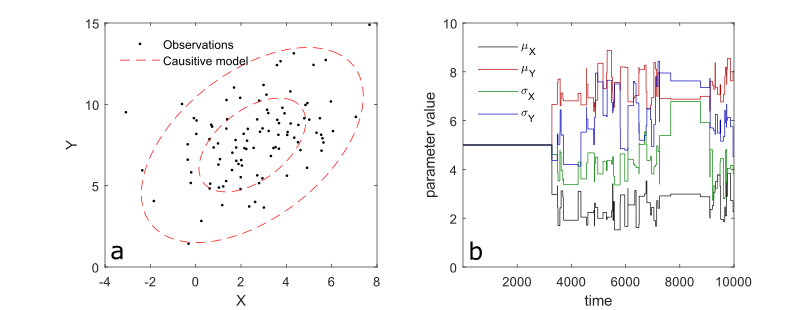 15
10
5
0
-4
-2
0
2
4
6
8
X
Y
Observations
Causitive model
a
10
8
6
4
2
0
2000
4000
6000
8000
10000
time
parameter value
μX
μY
σX
σY
b